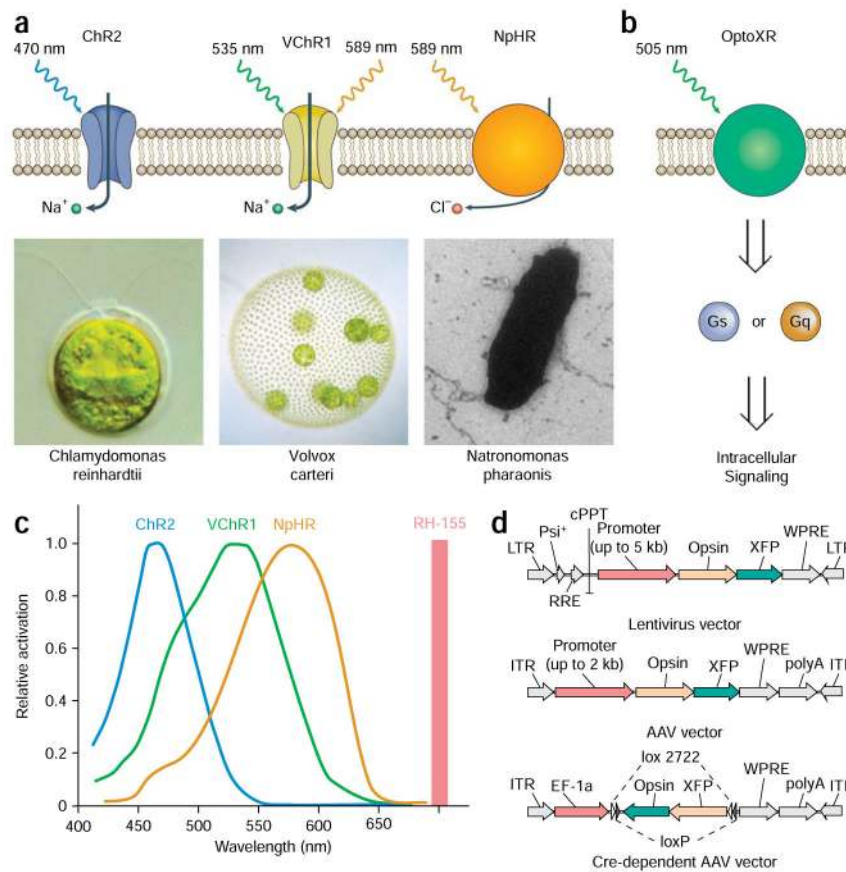 a
ChR2
VChR1
NpHR
470 nm
535 nm
589 nm
589 nm
Na⁺
Na⁺
Cl⁻
Chlamydomonas
reinhardtii
Volvox
carteri
Natronomonas
pharaonis
b
OptoXR
505 nm
Gs or Gq
Intracellular
Signaling
c
ChR2 VChR1 NpHR RH-155
Relative activation
1.0
0.8
0.6
0.4
0.2
0
400 450 500 550 600 650
Wavelength (nm)
d
LTR
Psi⁺
RRE
cPPT
Promoter
(up to 5 kb)
Opsin
XFP
WPRE
LT
Lentivirus vector
ITR
Promoter
(up to 2 kb)
Opsin
XFP
WPRE
polyA
IT
AAV vector
lox 2722
ITR
EF-1a
Opsin
XFP
WPRE
polyA
IT
loxP
Cre-dependent AAV vector